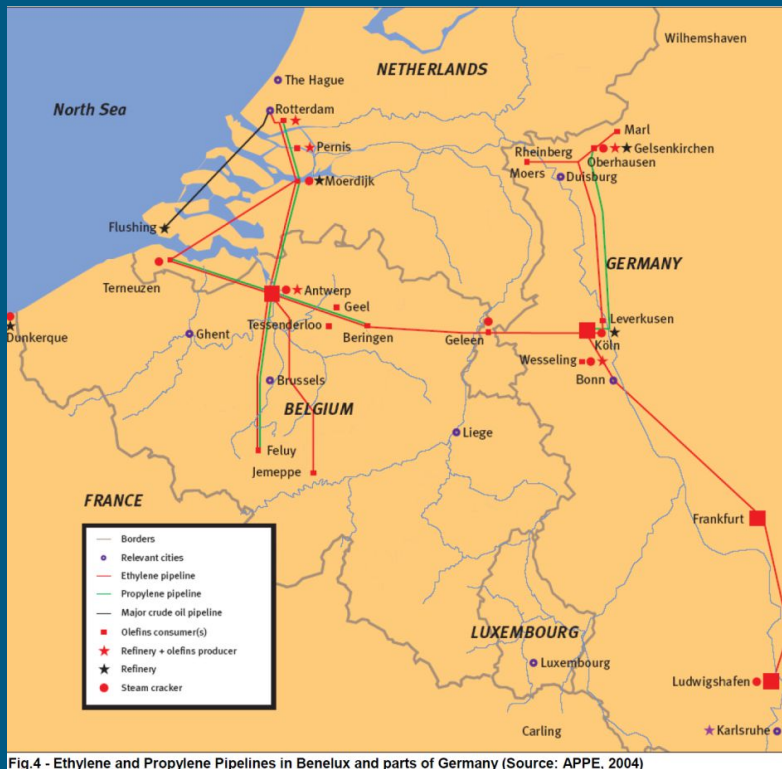 Wilhemshaven
NETHERLANDS
The Hague
North Sea
Rotterdam
Marl
Pernis
Rheinberg
Gelsenkirchen
Oberhausen
Moers
Duisburg
Moerdijk
Flushing
GERMANY
Terneuzen
Antwerp
Geel
Leverkusen
Dunkerque
Ghent
Tessenderloo
Beringen
Geleen
Köln
Wesseling
Bonn
Brussels
BELGIUM
Liege
Feluy
Jemeppe
FRANCE
Frankfurt
Borders
Relevant cities
Ethylene pipeline
Propylene pipeline
Major crude oil pipeline
Olefins consumer(s)
Refinery + olefins producer
Refinery
Steam cracker
LUXEMBOURG
Luxembourg
Ludwigshafen
Carling
Karlsruhe
Fig.4 - Ethylene and Propylene Pipelines in Benelux and parts of Germany (Source: APPE, 2004)